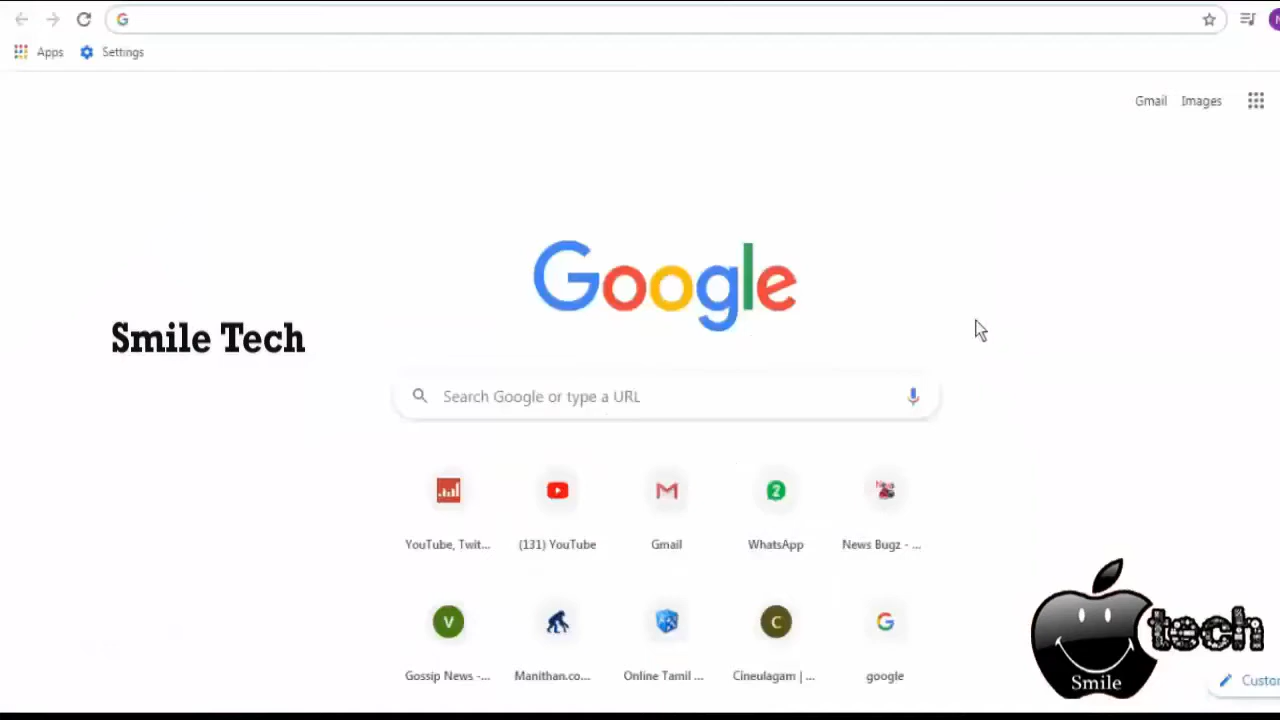 Apps Settings
Gmail Images
Google
Smile Tech
Search Google or type a URL
YouTube, Twit... (131) YouTube Gmail WhatsApp News Bugz - ...
Gossip News -... Manithan.co... Online Tamil ... Cineulagam | ... google
tech
Smile